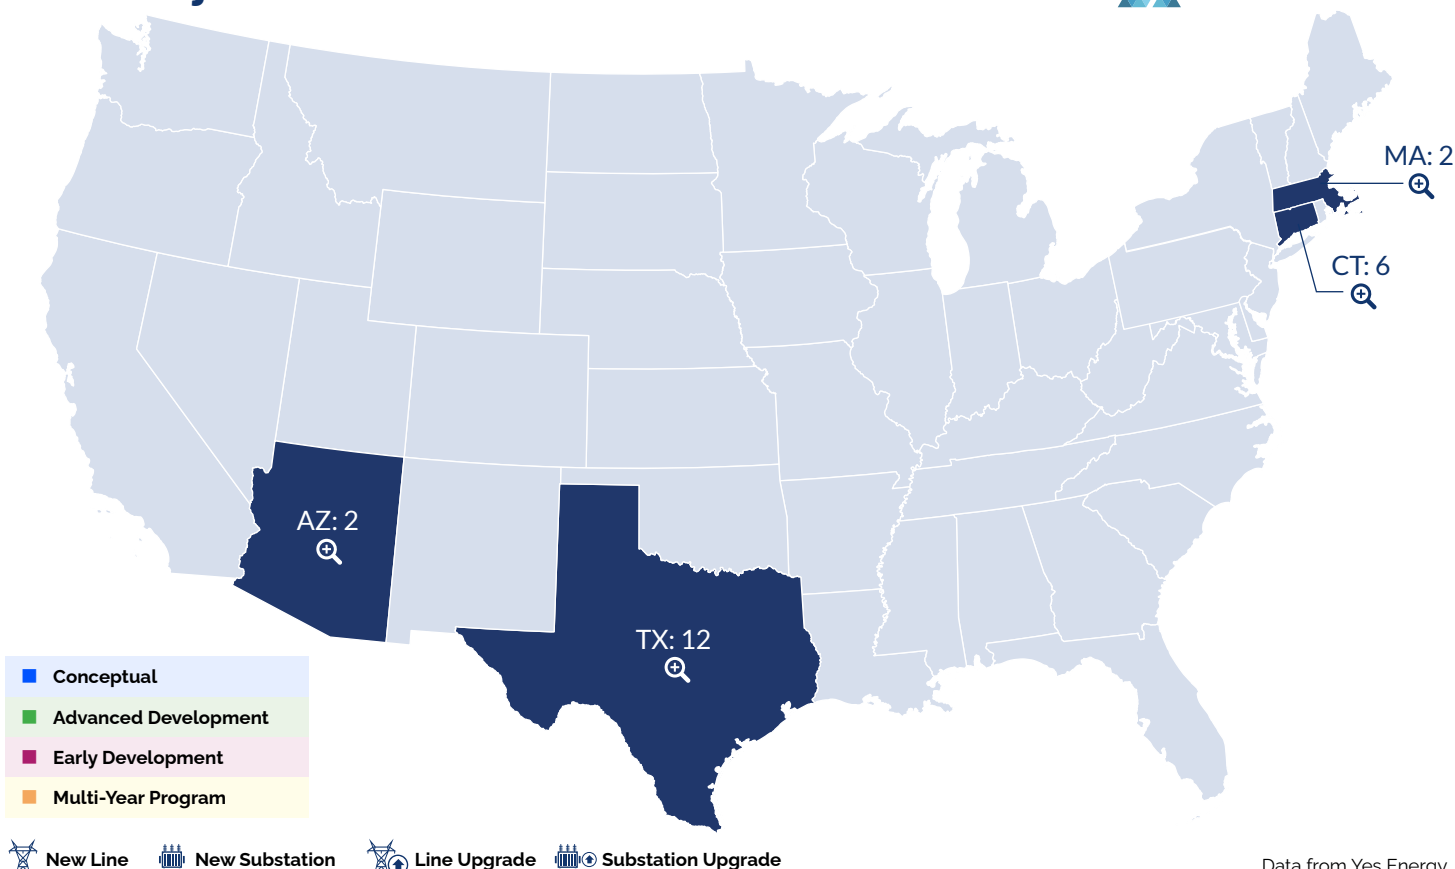 MA: 2
CT: 6
AZ: 2
TX: 12
Conceptual
Advanced Development
Early Development
Multi-Year Program
New Line
New Substation
Line Upgrade
Substation Upgrade
Data from Yes Energy